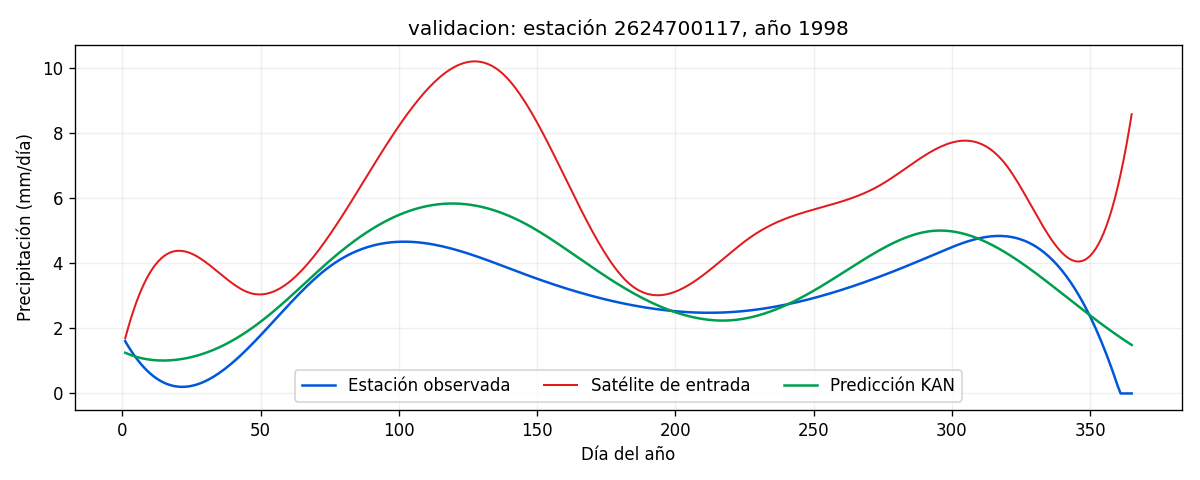 validacion: estación 2624700117, año 1998
Precipitación (mm/día)
10
8
6
4
2
0
Estación observada
Satélite de entrada
Predicción KAN
0 50 100 150 200 250 300 350
Día del año